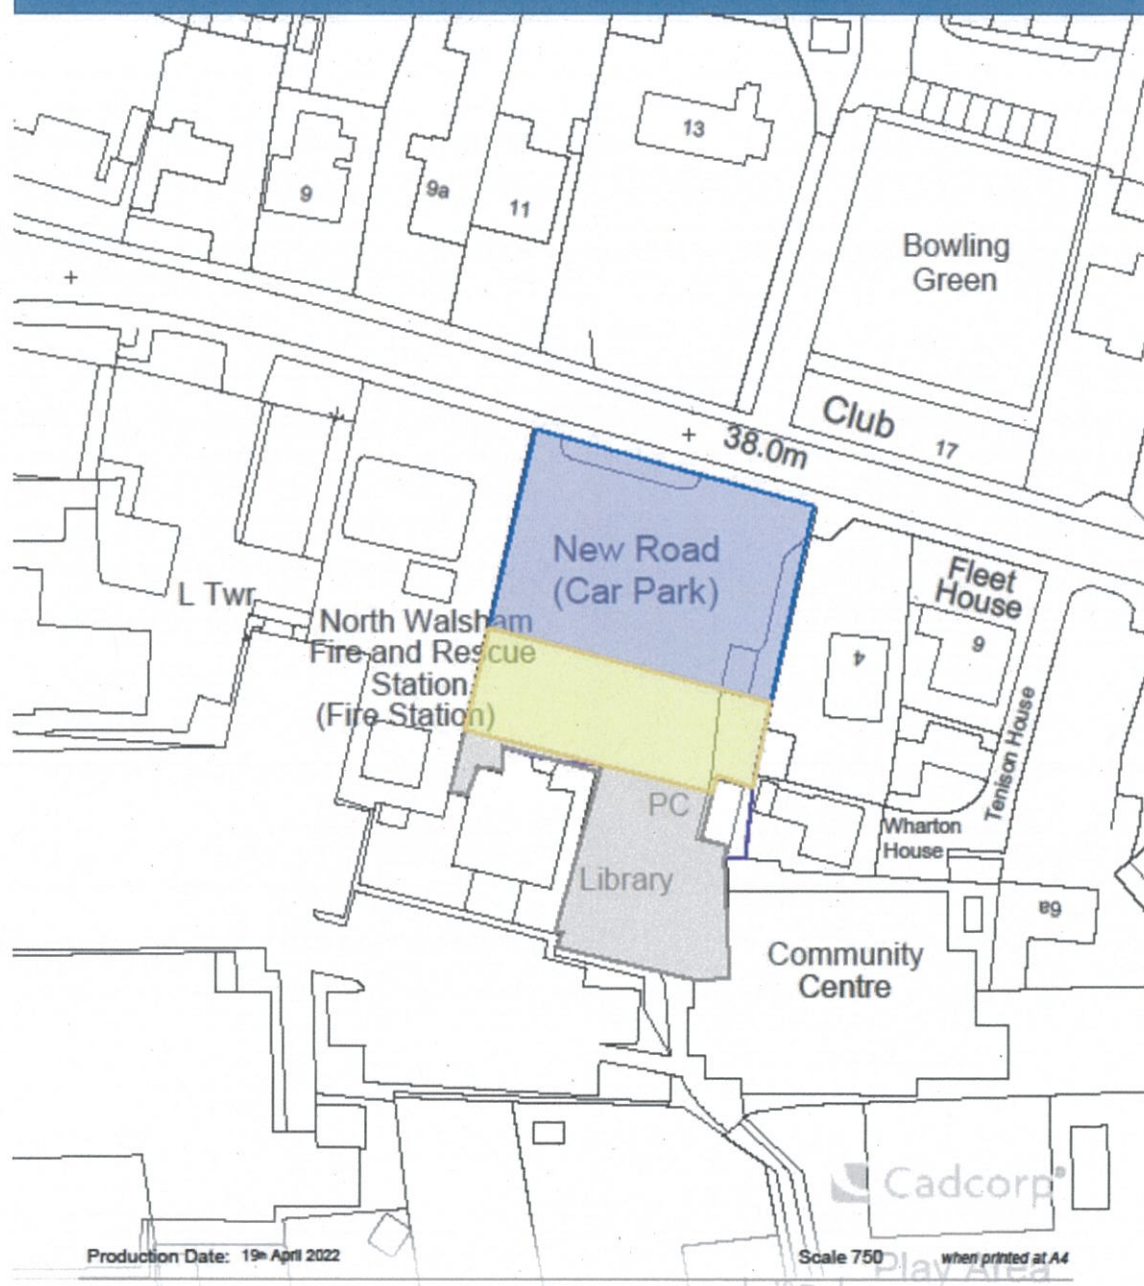 13
9
9a
11
Bowling
Green
Club
17
38.0m
New Road
(Car Park)
L Twr
North Walsham
Fire and Rescue
Station
(Fire Station)
Fleet
House
4
6
Tenison House
PC
Wharton
House
Library
6a
Community
Centre
Cadcorp®
Production Date: 19th April 2022
Scale 750
when printed at A4
Play Area